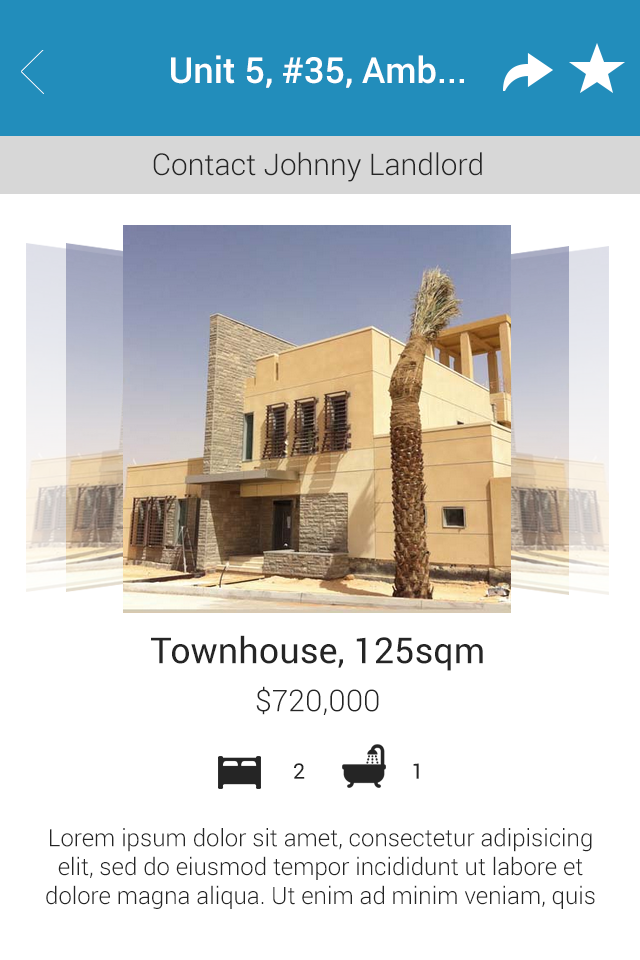 Unit 5, #35, Amb...
Contact Johnny Landlord
Townhouse, 125sqm
$720,000
2 1
Lorem ipsum dolor sit amet, consectetur adipisicing
elit, sed do eiusmod tempor incididunt ut labore et
dolore magna aliqua. Ut enim ad minim veniam, quis